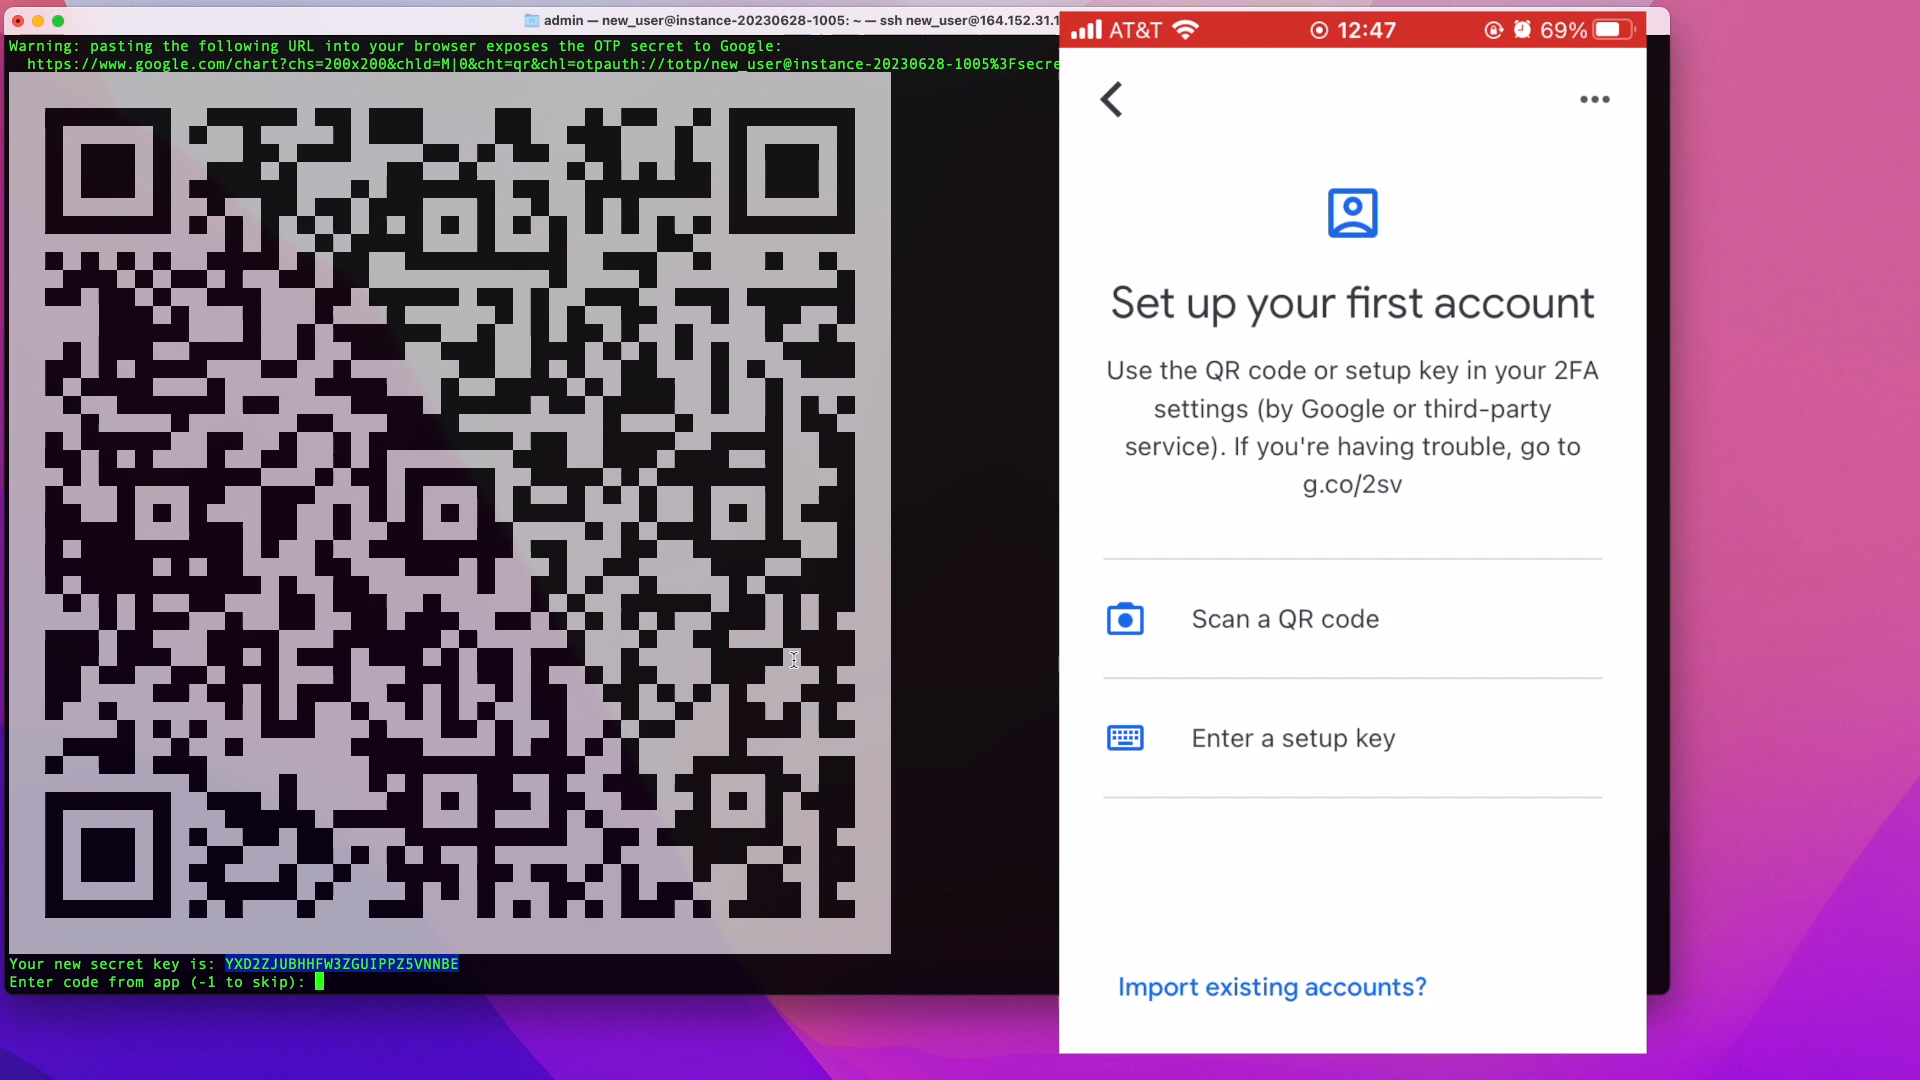 admin — new_user@instance-20230628-1005: ~ — ssh new_user@164.152.31.1
Warning: pasting the following URL into your browser exposes the OTP secret to Google:
https://www.google.com/chart?chs=200x200&chld=M|0&cht=qr&chl=otpauth://totp/new_user@instance-20230628-1005%3Fsecre
Your new secret key is: YXD2ZJUBHHFW3ZGUIPPZ5VNNBE
Enter code from app (-1 to skip):
AT&T 12:47 69%
Set up your first account
Use the QR code or setup key in your 2FA
settings (by Google or third-party
service). If you're having trouble, go to
g.co/2sv
Scan a QR code
Enter a setup key
Import existing accounts?